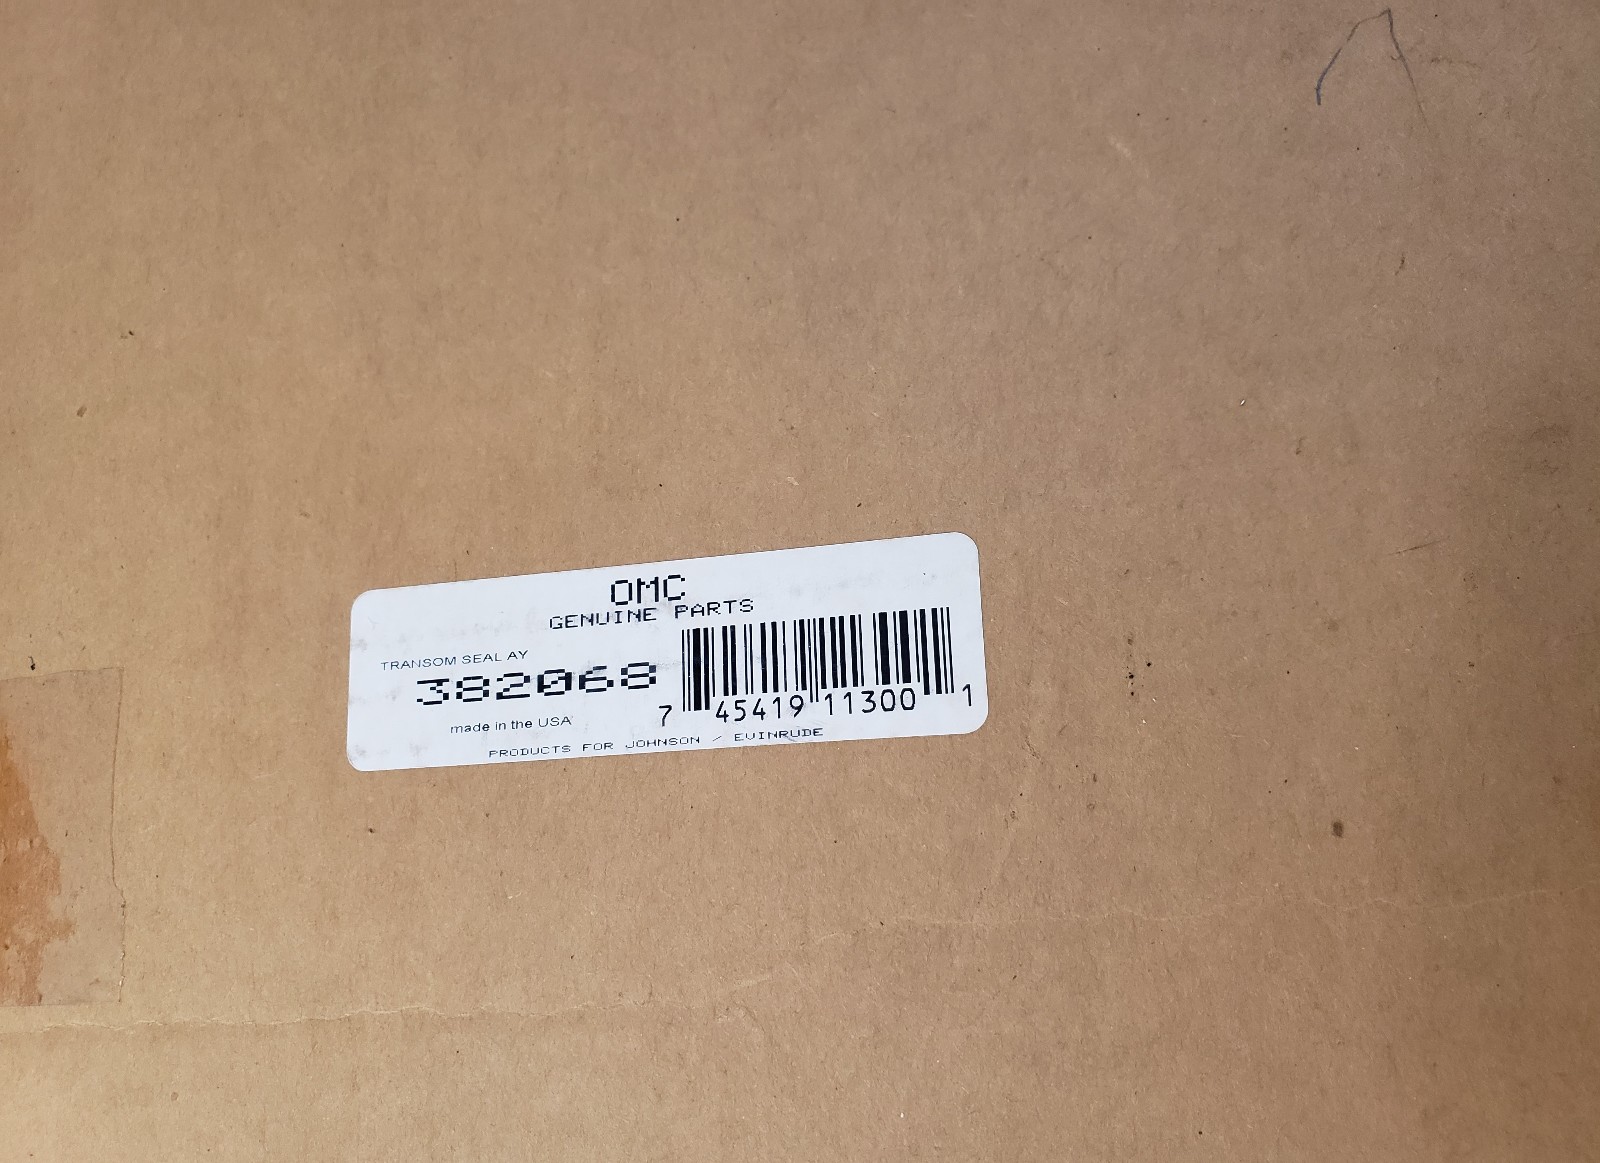 OMC
GENUINE PARTS
TRANSOM SEAL AY
382068
made in the USA
7 45419 11300 1
PRODUCTS FOR JOHNSON / EVINRUDE